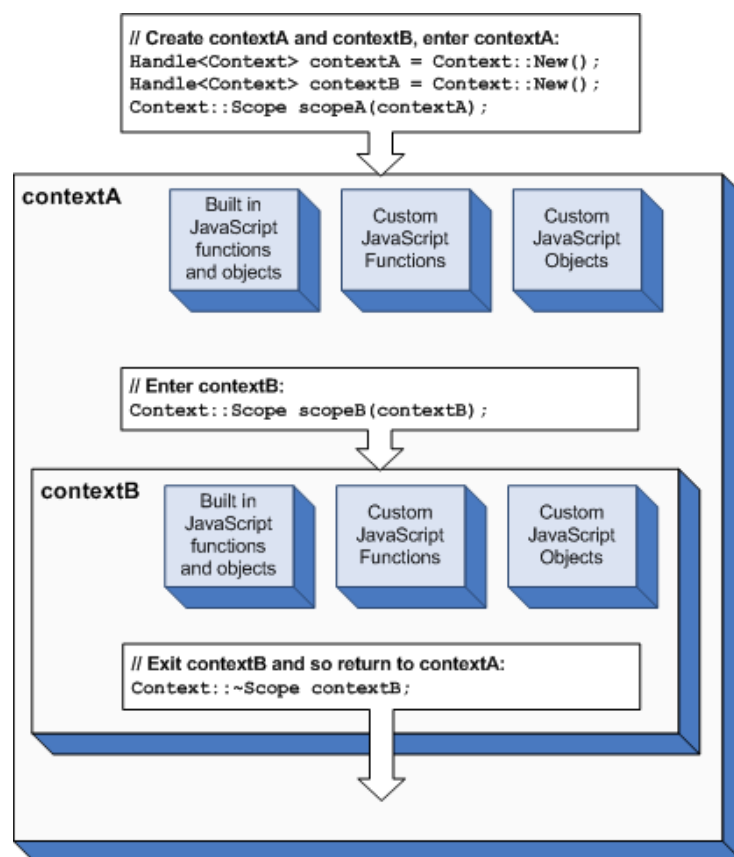 // Create contextA and contextB, enter contextA:
Handle<Context> contextA = Context::New();
Handle<Context> contextB = Context::New();
Context::Scope scopeA(contextA);
contextA
Built in
JavaScript
functions
and objects
Custom
JavaScript
Functions
Custom
JavaScript
Objects
// Enter contextB:
Context::Scope scopeB(contextB);
contextB
Built in
JavaScript
functions
and objects
Custom
JavaScript
Functions
Custom
JavaScript
Objects
// Exit contextB and so return to contextA:
Context::~Scope contextB;